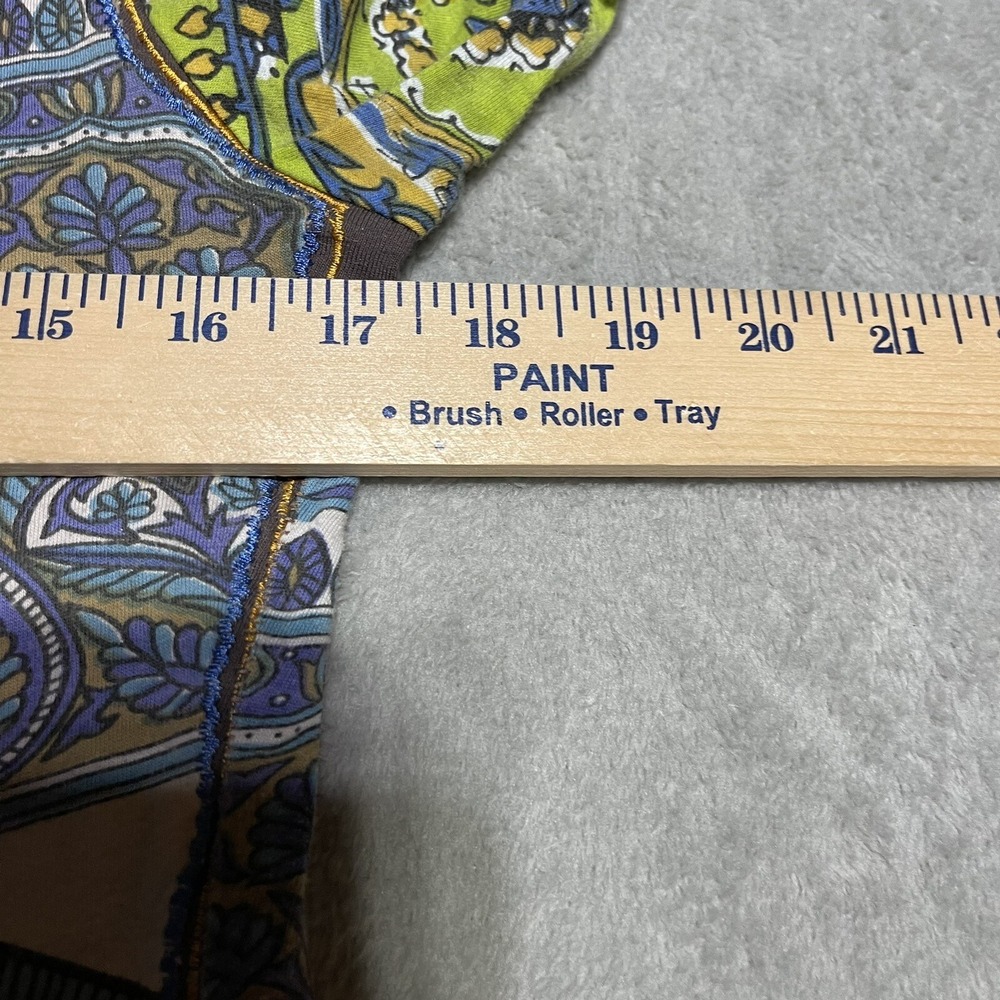 15 16 17 18 19 20 21
PAINT
• Brush • Roller • Tray